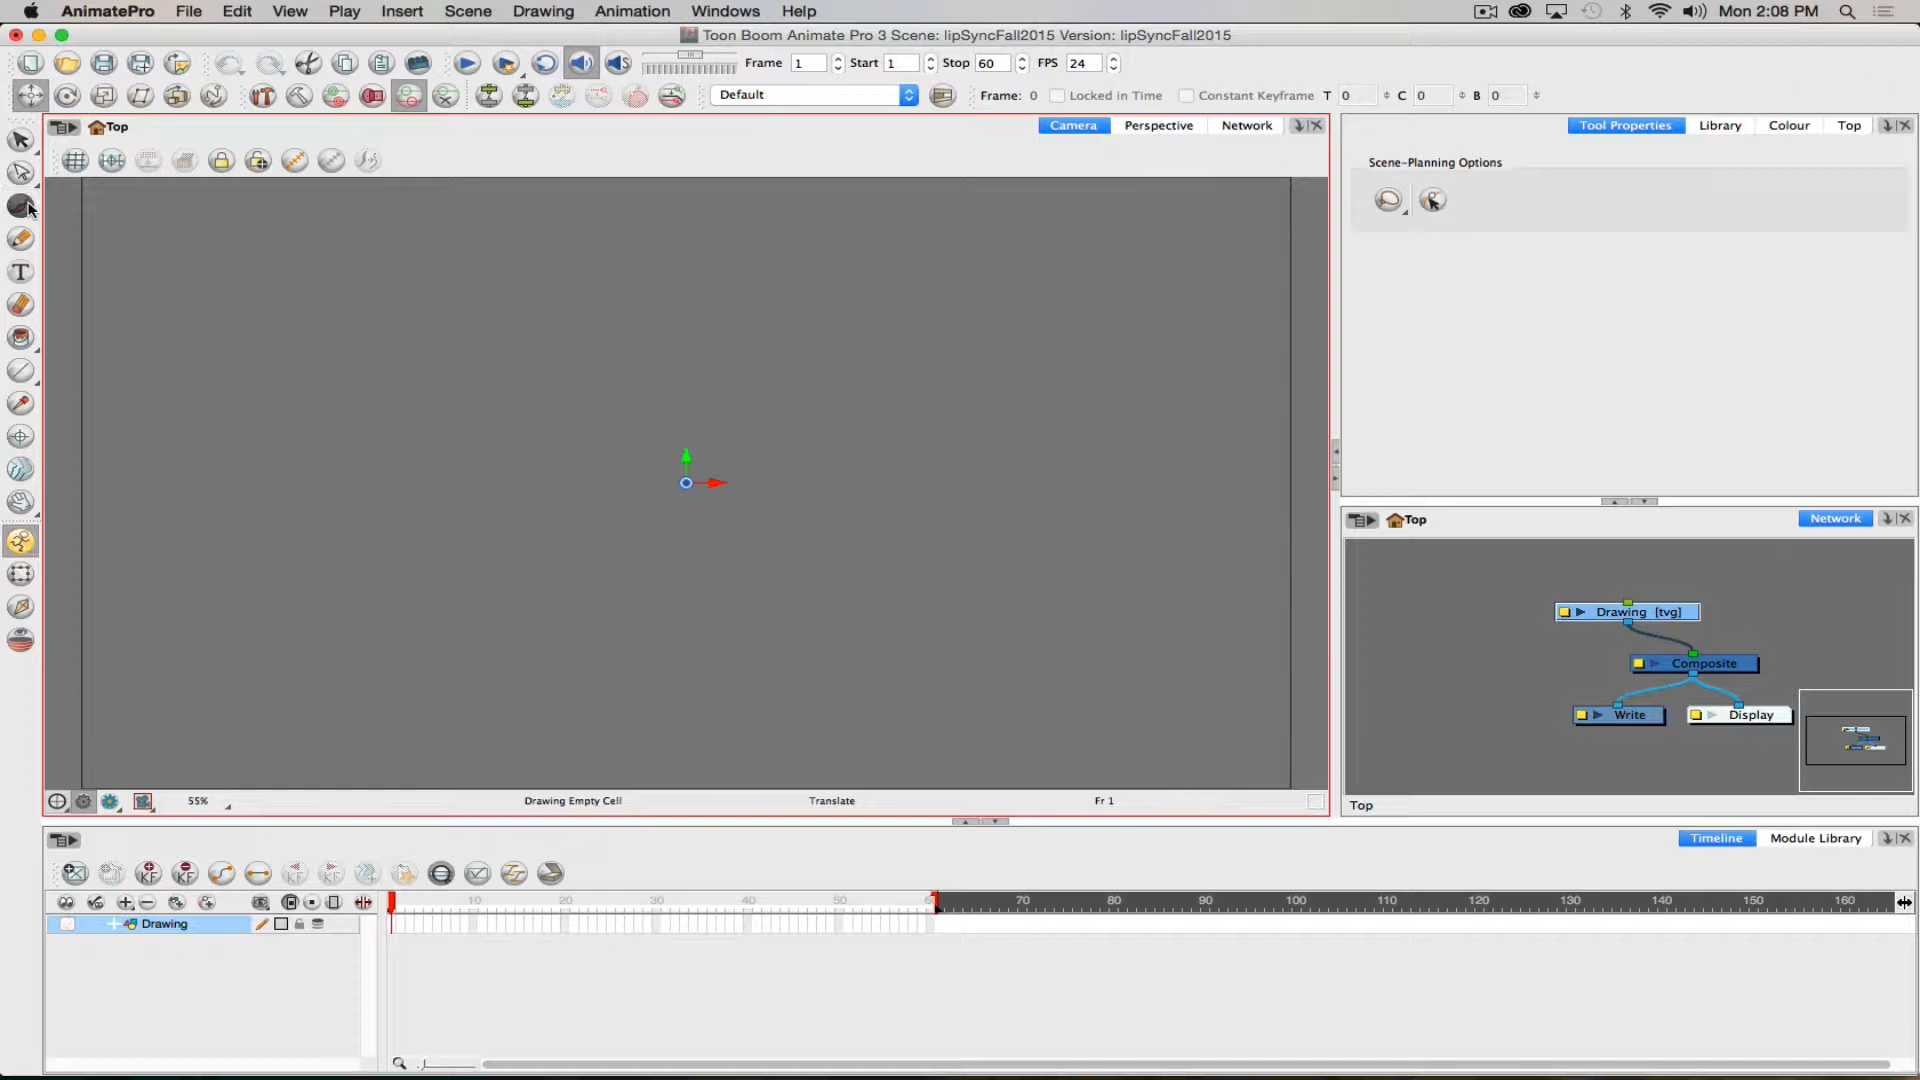 AnimatePro File Edit View Play Insert Scene Drawing Animation Windows Help Mon 2:08 PM
Toon Boom Animate Pro 3 Scene: lipSyncFall2015 Version: lipSyncFall2015
Frame 1 Start 1 Stop 60 FPS 24
Default Frame: 0 Locked in Time Constant Keyframe T 0 C 0 B 0
Top Camera Perspective Network
Tool Properties Library Colour Top
Scene-Planning Options
T
Top Network
Drawing [tvg]
Composite
Write Display
55% Drawing Empty Cell Translate Fr 1
Top
Timeline Module Library
KF KF
10 20 30 40 50 70 80 90 100 110 120 130 140 150 160
Drawing